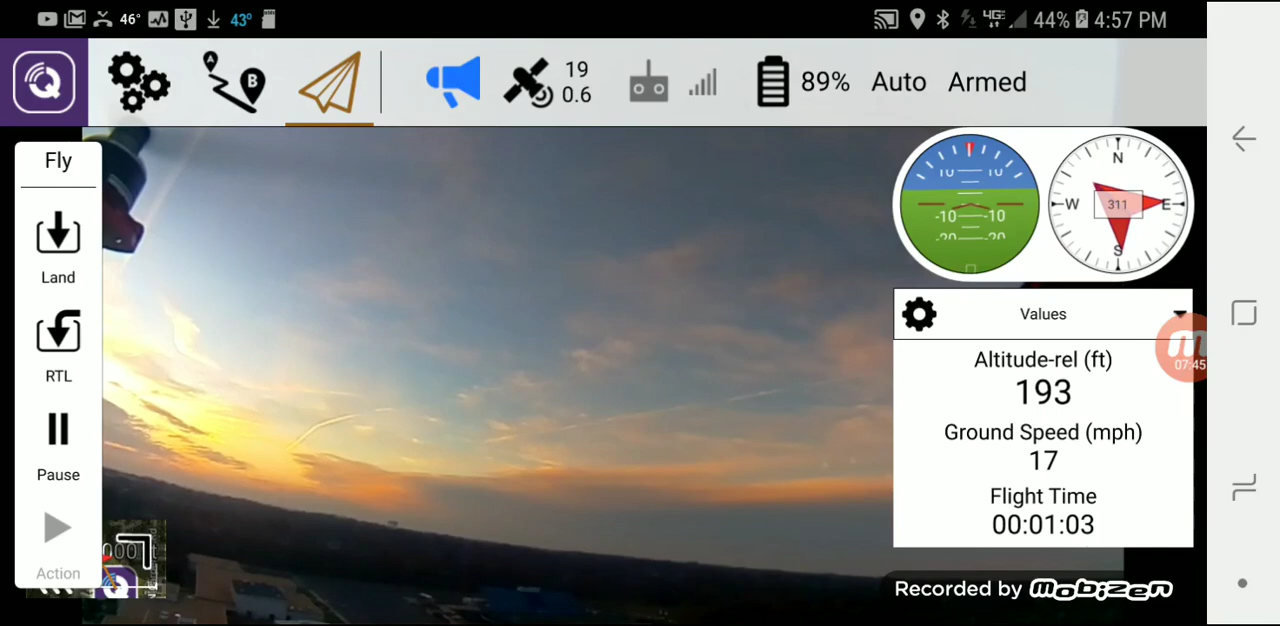 46° 43° 4G 44% 4:57 PM
A
B
19
0.6
89% Auto Armed
Fly
Land
RTL
Pause
Action
10 10
-10 -10
-20 -20
N
W 311 E
S
Values
07:45
Altitude-rel (ft)
193
Ground Speed (mph)
17
Flight Time
00:01:03
Recorded by mobizen